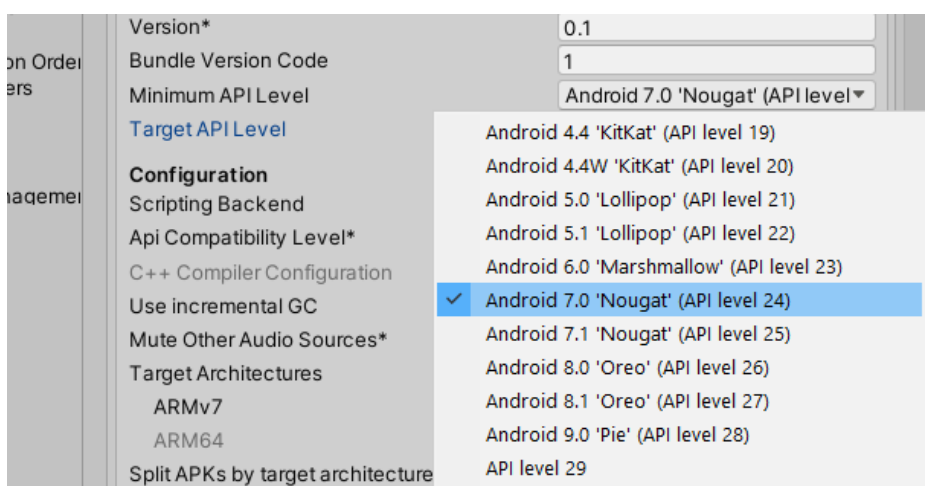 Version*
0.1
on Order
Bundle Version Code
1
ers
Minimum API Level
Android 7.0 'Nougat' (API level
Target API Level
Android 4.4 'KitKat' (API level 19)
Android 4.4W 'KitKat' (API level 20)
Configuration
agemen
Scripting Backend
Android 5.0 'Lollipop' (API level 21)
Api Compatibility Level*
Android 5.1 'Lollipop' (API level 22)
C++ Compiler Configuration
Android 6.0 'Marshmallow' (API level 23)
Use incremental GC
Android 7.0 'Nougat' (API level 24)
Mute Other Audio Sources*
Android 7.1 'Nougat' (API level 25)
Target Architectures
Android 8.0 'Oreo' (API level 26)
ARMv7
Android 8.1 'Oreo' (API level 27)
ARM64
Android 9.0 'Pie' (API level 28)
Split APKs by target architecture
API level 29